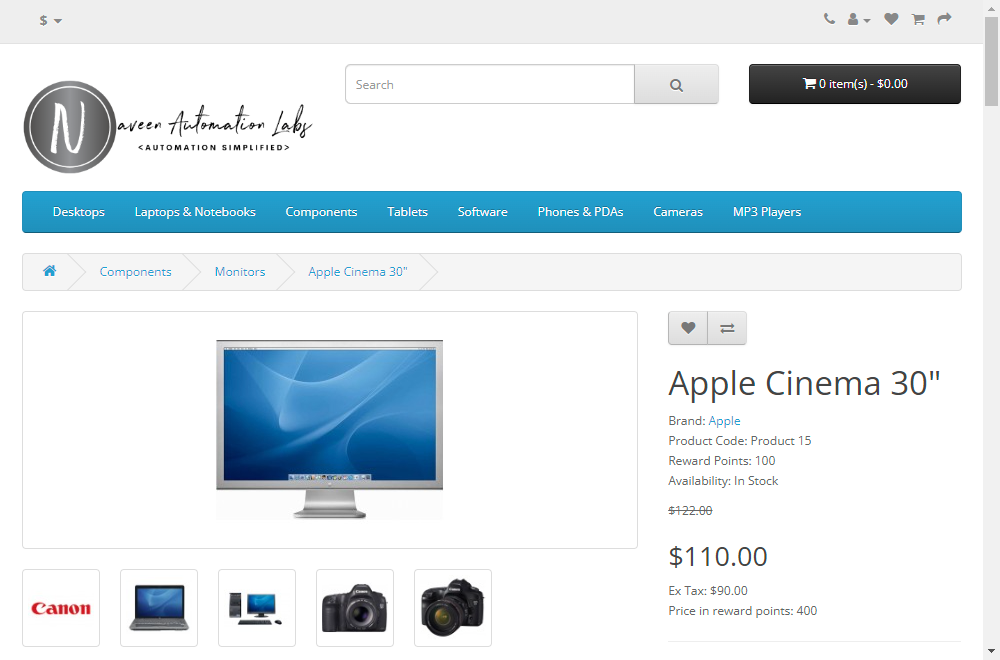 $
Search
0 item(s) - $0.00
N
aveen Automation Labs
<AUTOMATION SIMPLIFIED>
Desktops
Laptops & Notebooks
Components
Tablets
Software
Phones & PDAs
Cameras
MP3 Players
Components
Monitors
Apple Cinema 30"
Apple Cinema 30"
Brand: Apple
Product Code: Product 15
Reward Points: 100
Availability: In Stock
$122.00
$110.00
Ex Tax: $90.00
Price in reward points: 400
Canon